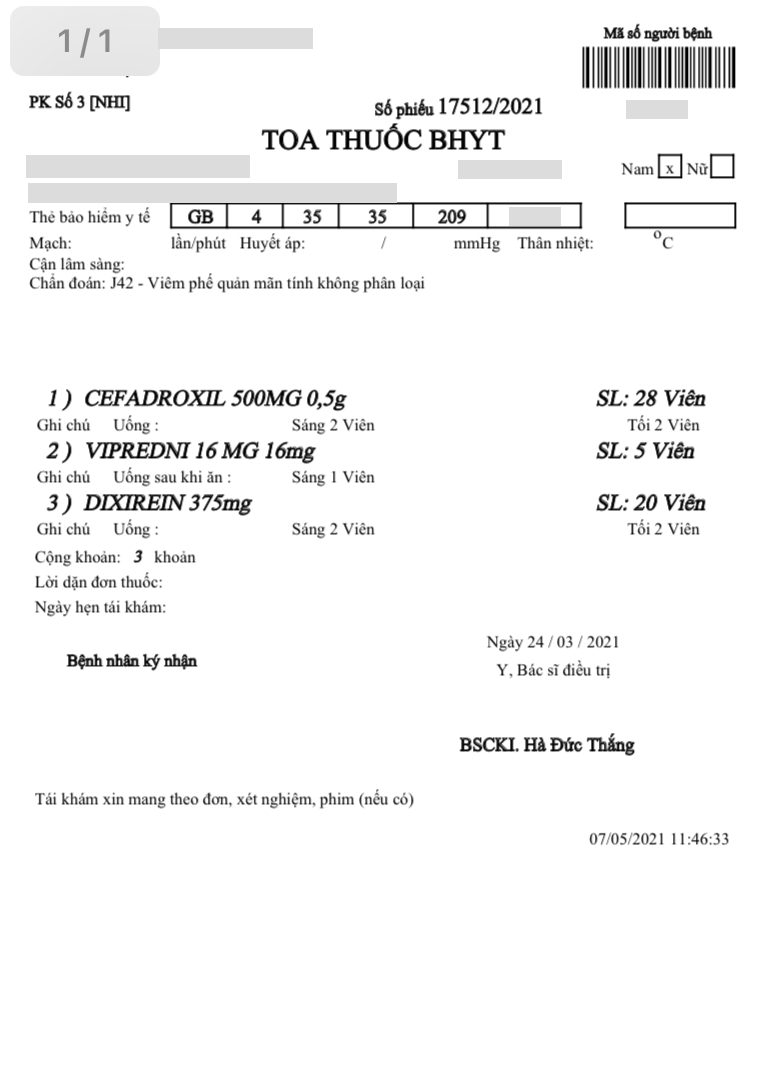 1/1
Mã số người bệnh
PK Số 3 [NHI]
Số phiếu 17512/2021
TOA THUỐC BHYT
Nam x Nữ
Thẻ bảo hiểm y tế GB 4 35 35 209
Mạch: lần/phút Huyết áp: / mmHg Thân nhiệt: °C
Cận lâm sàng:
Chẩn đoán: J42 - Viêm phế quản mãn tính không phân loại
1 ) CEFADROXIL 500MG 0,5g SL: 28 Viên
Ghi chú Uống : Sáng 2 Viên Tối 2 Viên
2 ) VIPREDNI 16 MG 16mg SL: 5 Viên
Ghi chú Uống sau khi ăn : Sáng 1 Viên
3 ) DIXIREIN 375mg SL: 20 Viên
Ghi chú Uống : Sáng 2 Viên Tối 2 Viên
Cộng khoản: 3 khoản
Lời dặn đơn thuốc:
Ngày hẹn tái khám:
Ngày 24 / 03 / 2021
Bệnh nhân ký nhận
Y, Bác sĩ điều trị
BSCKI. Hà Đức Thắng
Tái khám xin mang theo đơn, xét nghiệm, phim (nếu có)
07/05/2021 11:46:33